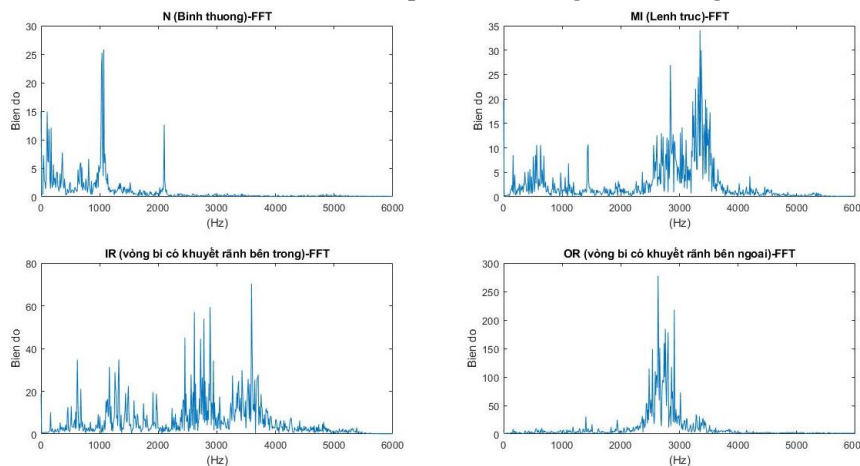 N (Binh thuong)-FFT
30
25
20
15
10
5
0
Bien do
0 1000 2000 3000 4000 5000 6000
(Hz)
MI (Lenh truc)-FFT
35
30
25
20
15
10
5
0
Bien do
0 1000 2000 3000 4000 5000 6000
(Hz)
IR (vòng bi có khuyết rãnh bên trong)-FFT
80
60
40
20
0
Bien do
0 1000 2000 3000 4000 5000 6000
(Hz)
OR (vòng bi có khuyết rãnh bên ngoai)-FFT
300
250
200
150
100
50
0
Bien do
0 1000 2000 3000 4000 5000 6000
(Hz)